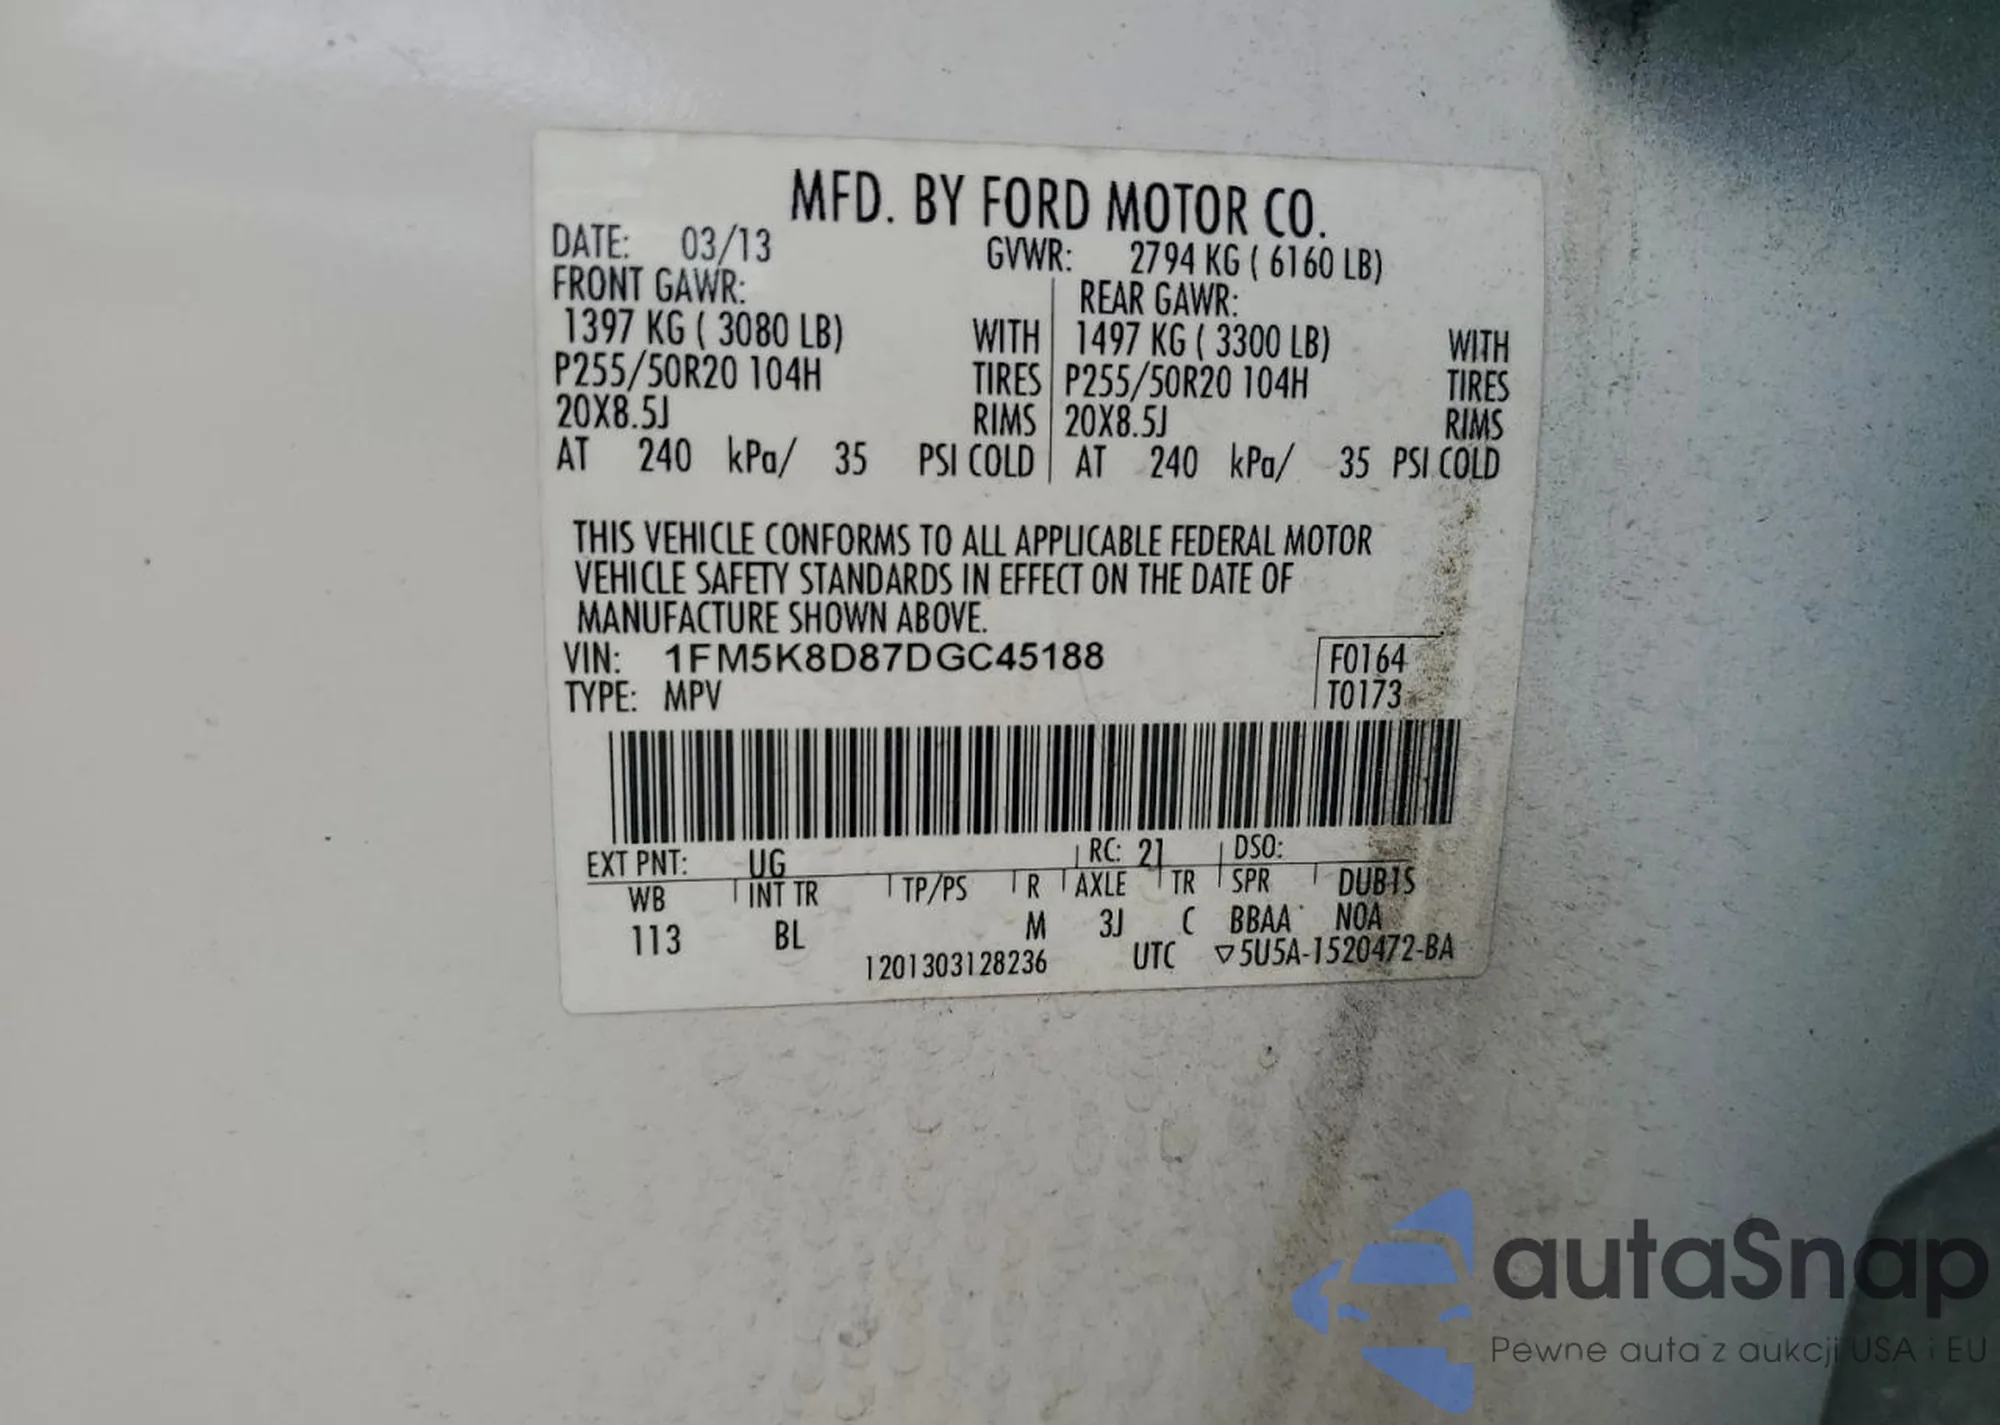 MFD. BY FORD MOTOR CO.
DATE: 03/13 GVWR: 2794 KG ( 6160 LB)
FRONT GAWR: REAR GAWR:
1397 KG ( 3080 LB) WITH 1497 KG ( 3300 LB) WITH
P255/50R20 104H TIRES P255/50R20 104H TIRES
20X8.5J RIMS 20X8.5J RIMS
AT 240 kPa/ 35 PSI COLD AT 240 kPa/ 35 PSI COLD
THIS VEHICLE CONFORMS TO ALL APPLICABLE FEDERAL MOTOR
VEHICLE SAFETY STANDARDS IN EFFECT ON THE DATE OF
MANUFACTURE SHOWN ABOVE.
VIN: 1FM5K8D87DGC45188 F0164
TYPE: MPV T0173
EXT PNT: UG RC: 21 DSO:
WB INT TR TP/PS R AXLE TR SPR DUB1S
113 BL M 3J C BBAA NOA
1201303128236 UTC ▽5U5A-1520472-BA
autaSnap
Pewne auta z aukcji USA i EU